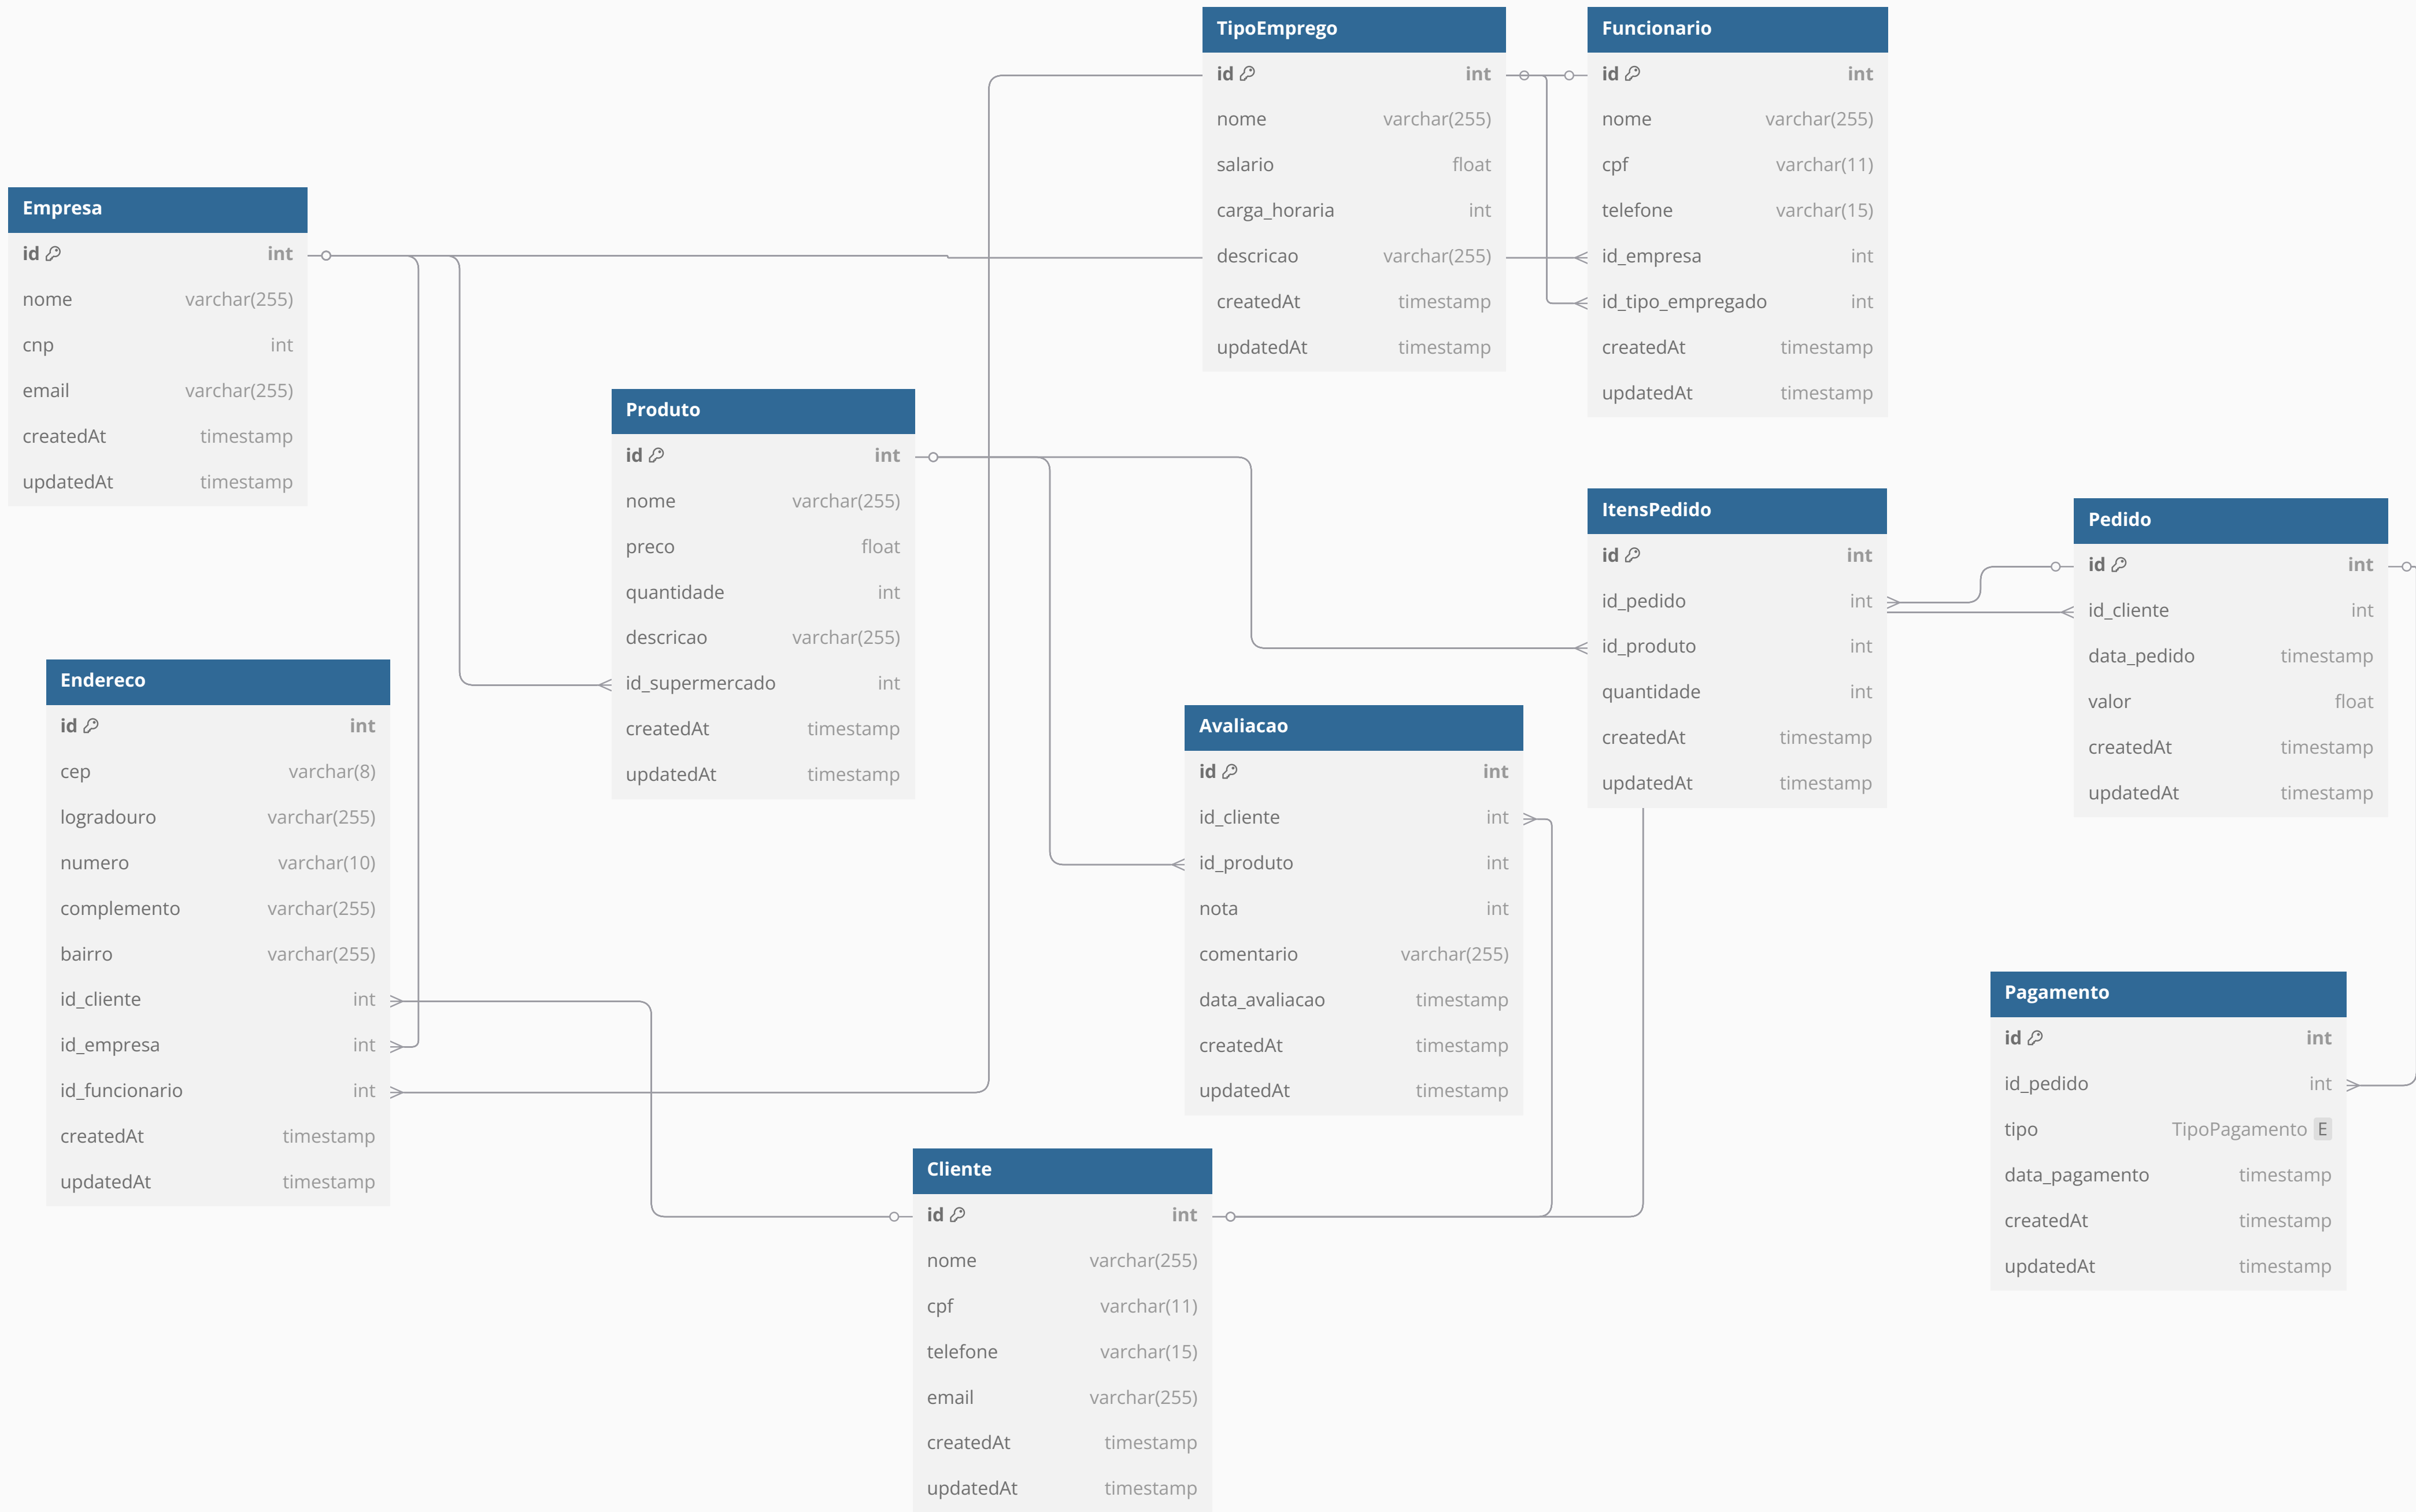 TipoEmprego
id int
nome varchar(255)
salario float
carga_horaria int
descricao varchar(255)
createdAt timestamp
updatedAt timestamp
Funcionario
id int
nome varchar(255)
cpf varchar(11)
telefone varchar(15)
id_empresa int
id_tipo_empregado int
createdAt timestamp
updatedAt timestamp
Empresa
id int
nome varchar(255)
cnp int
email varchar(255)
createdAt timestamp
updatedAt timestamp
Produto
id int
nome varchar(255)
preco float
quantidade int
descricao varchar(255)
id_supermercado int
createdAt timestamp
updatedAt timestamp
ItensPedido
id int
id_pedido int
id_produto int
quantidade int
createdAt timestamp
updatedAt timestamp
Pedido
id int
id_cliente int
data_pedido timestamp
valor float
createdAt timestamp
updatedAt timestamp
Endereco
id int
cep varchar(8)
logradouro varchar(255)
numero varchar(10)
complemento varchar(255)
bairro varchar(255)
id_cliente int
id_empresa int
id_funcionario int
createdAt timestamp
updatedAt timestamp
Avaliacao
id int
id_cliente int
id_produto int
nota int
comentario varchar(255)
data_avaliacao timestamp
createdAt timestamp
updatedAt timestamp
Pagamento
id int
id_pedido int
tipo TipoPagamento E
data_pagamento timestamp
createdAt timestamp
updatedAt timestamp
Cliente
id int
nome varchar(255)
cpf varchar(11)
telefone varchar(15)
email varchar(255)
createdAt timestamp
updatedAt timestamp